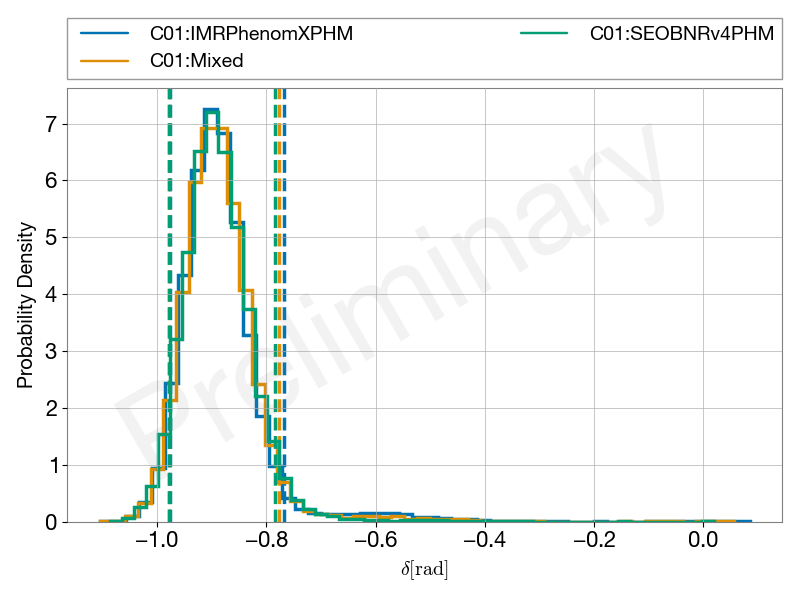 C01:IMRPhenomXPHM
C01:SEOBNRv4PHM
C01:Mixed
7
6
5
4
3
2
1
0
Probability Density
Preliminary
−1.0 −0.8 −0.6 −0.4 −0.2 0.0
δ[rad]